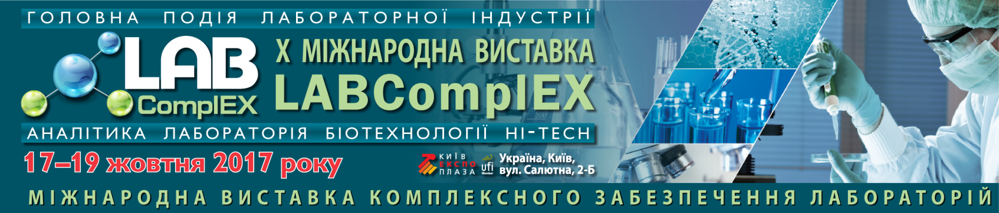 ГОЛОВНА ПОДІЯ ЛАБОРАТОРНОЇ ІНДУСТРІЇ
LAB
ComplEX
X МІЖНАРОДНА ВИСТАВКА
LABComplEX
АНАЛІТИКА ЛАБОРАТОРІЯ БІОТЕХНОЛОГІЇ HI-TECH
17–19 жовтня 2017 року
КИЇВ
ЕКСПО
ПЛАЗА
ufi
Member
Україна, Київ,
вул. Салютна, 2-Б
МІЖНАРОДНА ВИСТАВКА КОМПЛЕКСНОГО ЗАБЕЗПЕЧЕННЯ ЛАБОРАТОРІЙ